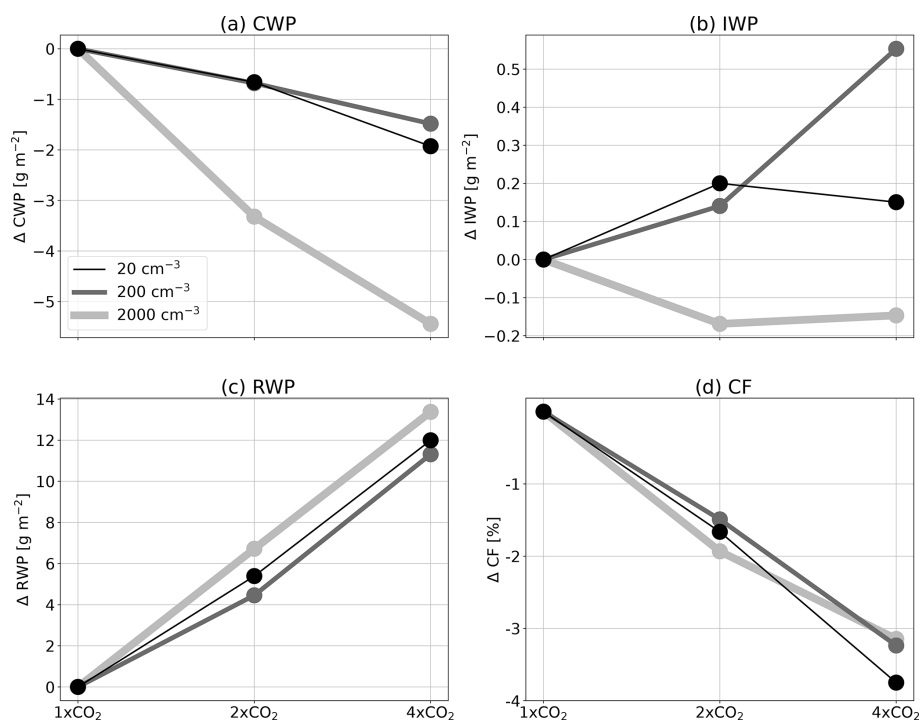 (a) CWP
0
−1
−2
−3
−4
−5
Δ CWP [g m⁻²]
20 cm⁻³
200 cm⁻³
2000 cm⁻³
(b) IWP
0.5
0.4
0.3
0.2
0.1
0.0
−0.1
−0.2
Δ IWP [g m⁻²]
(c) RWP
14
12
10
8
6
4
2
0
Δ RWP [g m⁻²]
1xCO₂ 2xCO₂ 4xCO₂
(d) CF
-1
-2
-3
-4
Δ CF [%]
1xCO₂ 2xCO₂ 4xCO₂